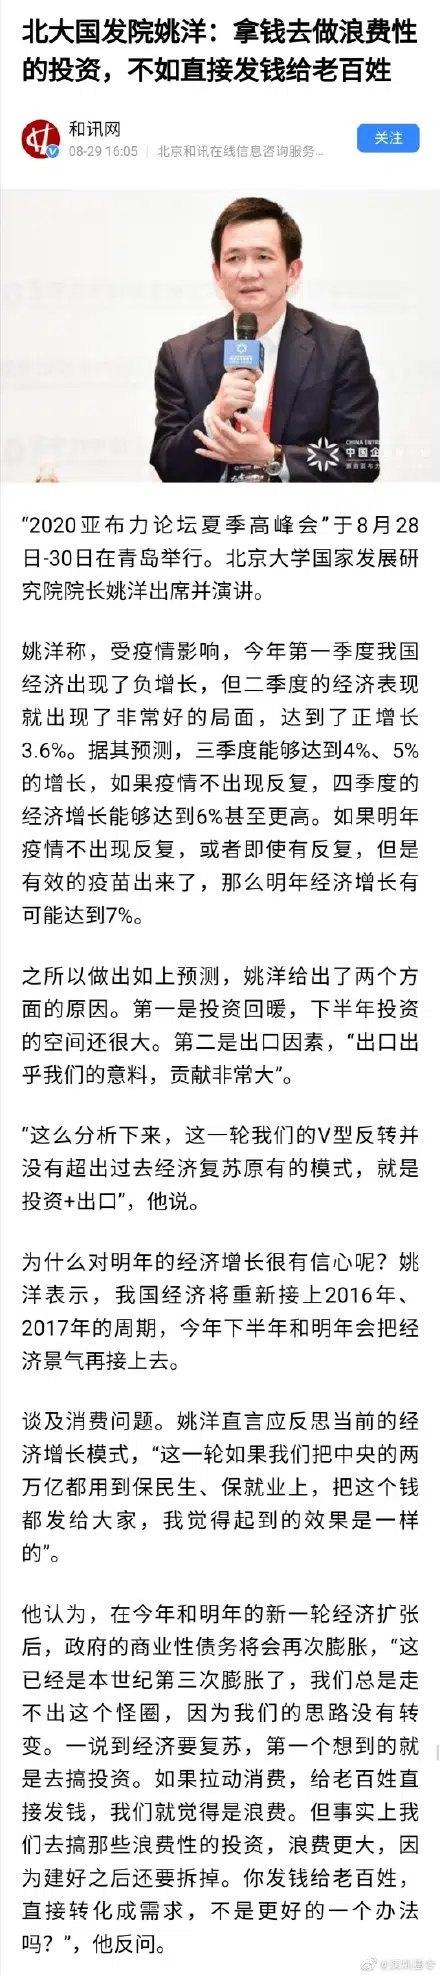 北大国发院姚洋：拿钱去做浪费性
的投资，不如直接发钱给老百姓
和讯网
08-29 16:05 北京和讯在线信息咨询服务...
关注
“2020亚布力论坛夏季高峰会”于8月28
日-30日在青岛举行。北京大学国家发展研
究院院长姚洋出席并演讲。
姚洋称，受疫情影响，今年第一季度我国
经济出现了负增长，但二季度的经济表现
就出现了非常好的局面，达到了正增长
3.6%。据其预测，三季度能够达到4%、5%
的增长，如果疫情不出现反复，四季度的
经济增长能够达到6%甚至更高。如果明年
疫情不出现反复，或者即使有反复，但是
有效的疫苗出来了，那么明年经济增长有
可能达到7%。
之所以做出如上预测，姚洋给出了两个方
面的原因。第一是投资回暖，下半年投资
的空间还很大。第二是出口因素，“出口出
乎我们的意料，贡献非常大”。
“这么分析下来，这一轮我们的V型反转并
没有超出过去经济复苏原有的模式，就是
投资+出口”，他说。
为什么对明年的经济增长很有信心呢？姚
洋表示，我国经济将重新接上2016年、
2017年的周期，今年下半年和明年会把经
济景气再接上去。
谈及消费问题。姚洋直言应反思当前的经
济增长模式，“这一轮如果我们把中央的两
万亿都用到保民生、保就业上，把这个钱
都发给大家，我觉得起到的效果是一样
的”。
他认为，在今年和明年的新一轮经济扩张
后，政府的商业性债务将会再次膨胀，“这
已经是本世纪第三次膨胀了，我们总是走
不出这个怪圈，因为我们的思路没有转
变。一说到经济要复苏，第一个想到的就
是去搞投资。如果拉动消费，给老百姓直
接发钱，我们就觉得是浪费。但事实上我
们去搞那些浪费性的投资，浪费更大，因
为建好之后还要拆掉。你发钱给老百姓，
直接转化成需求，不是更好的一个办法
吗？”，他反问。